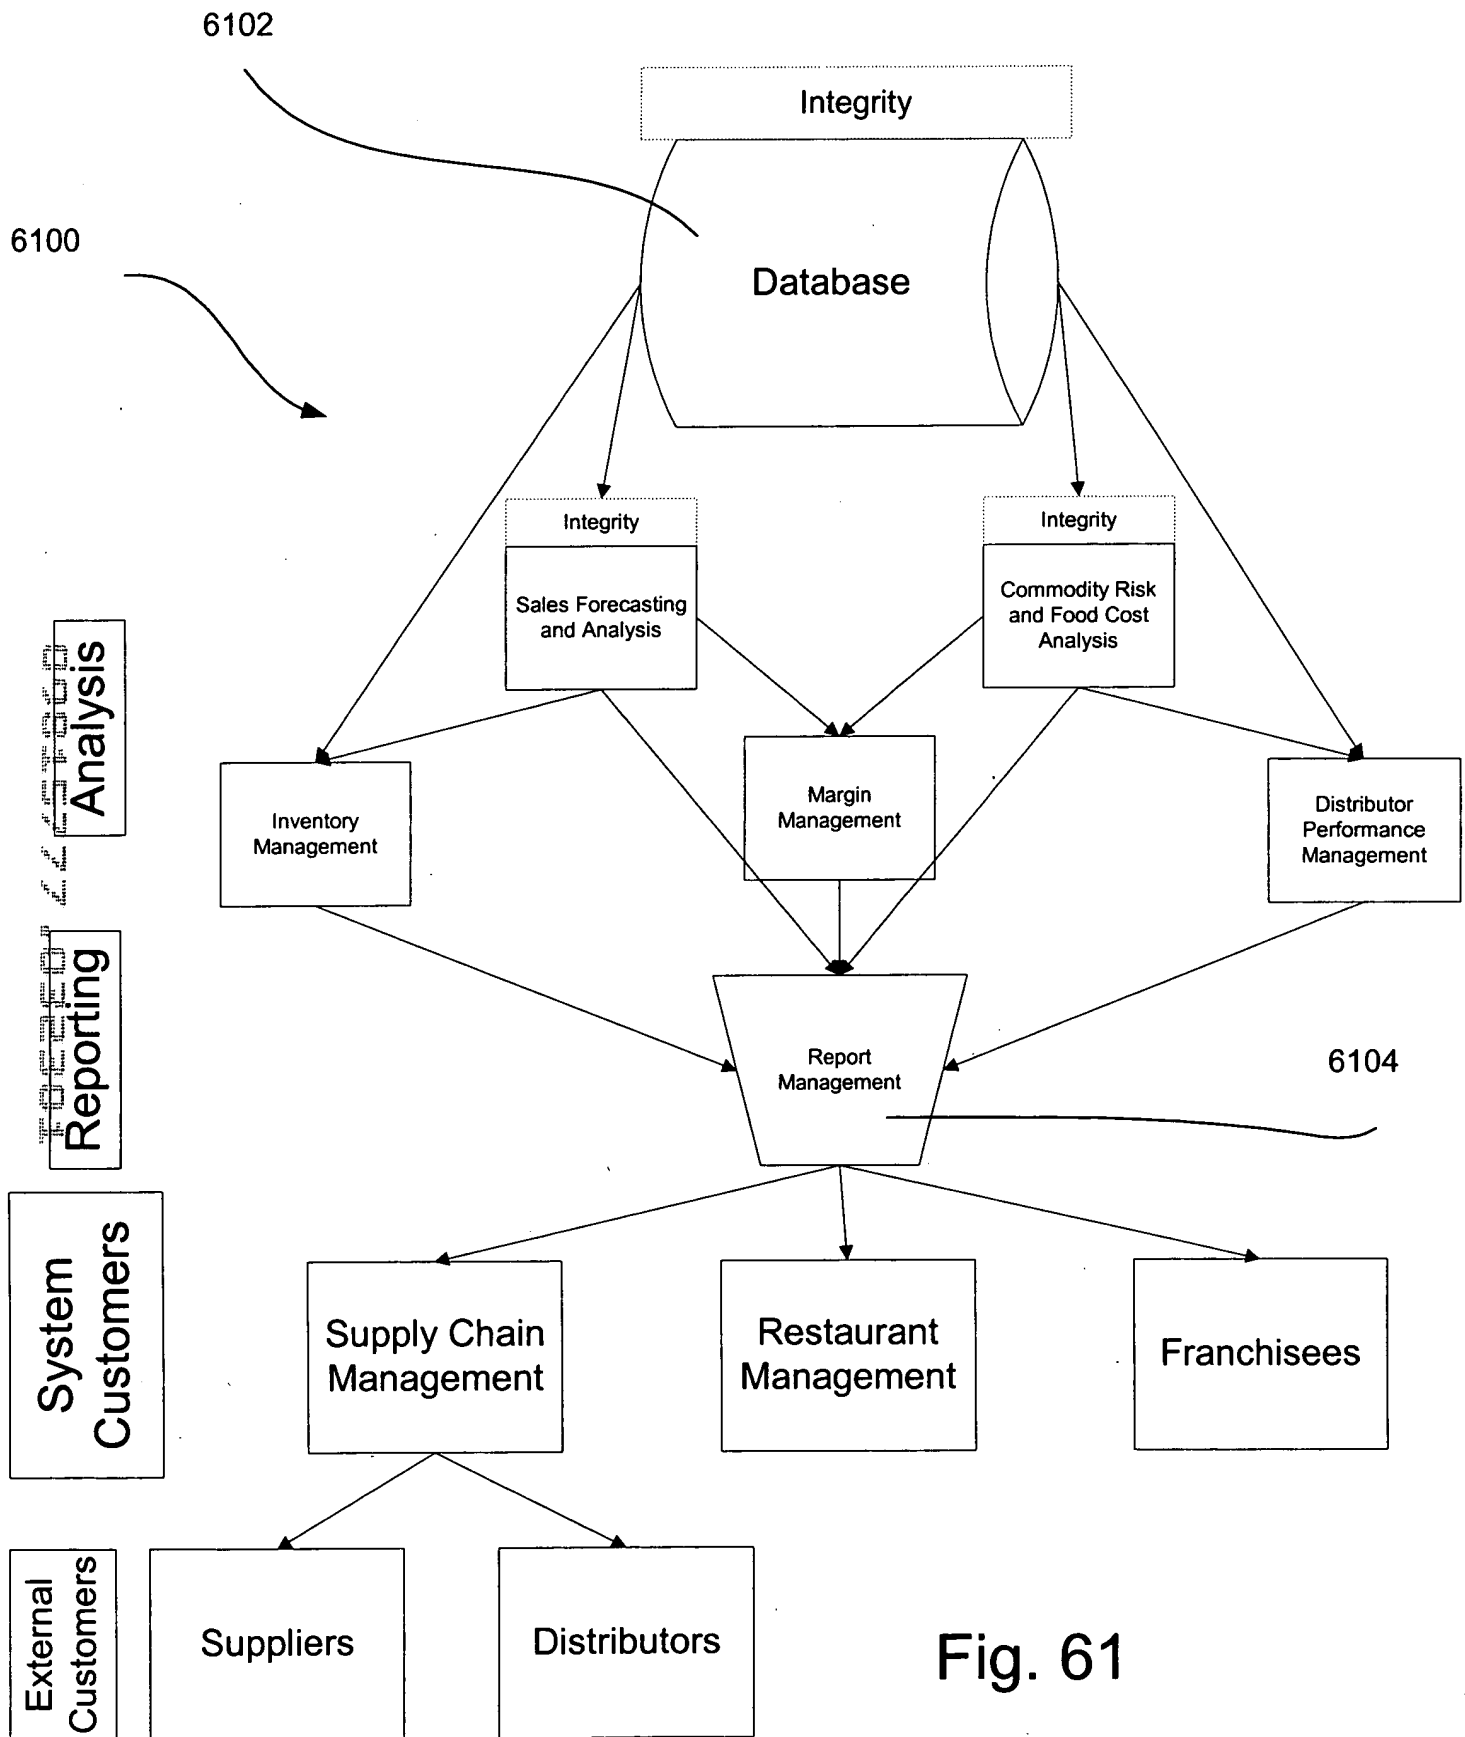 6102
Integrity
6100
Database
Integrity
Integrity
Sales Forecasting
and Analysis
Commodity Risk
and Food Cost
Analysis
Analysis
Inventory
Management
Margin
Management
Distributor
Performance
Management
Reporting
Report
Management
6104
System
Customers
Supply Chain
Management
Restaurant
Management
Franchisees
External
Customers
Suppliers
Distributors
Fig. 61